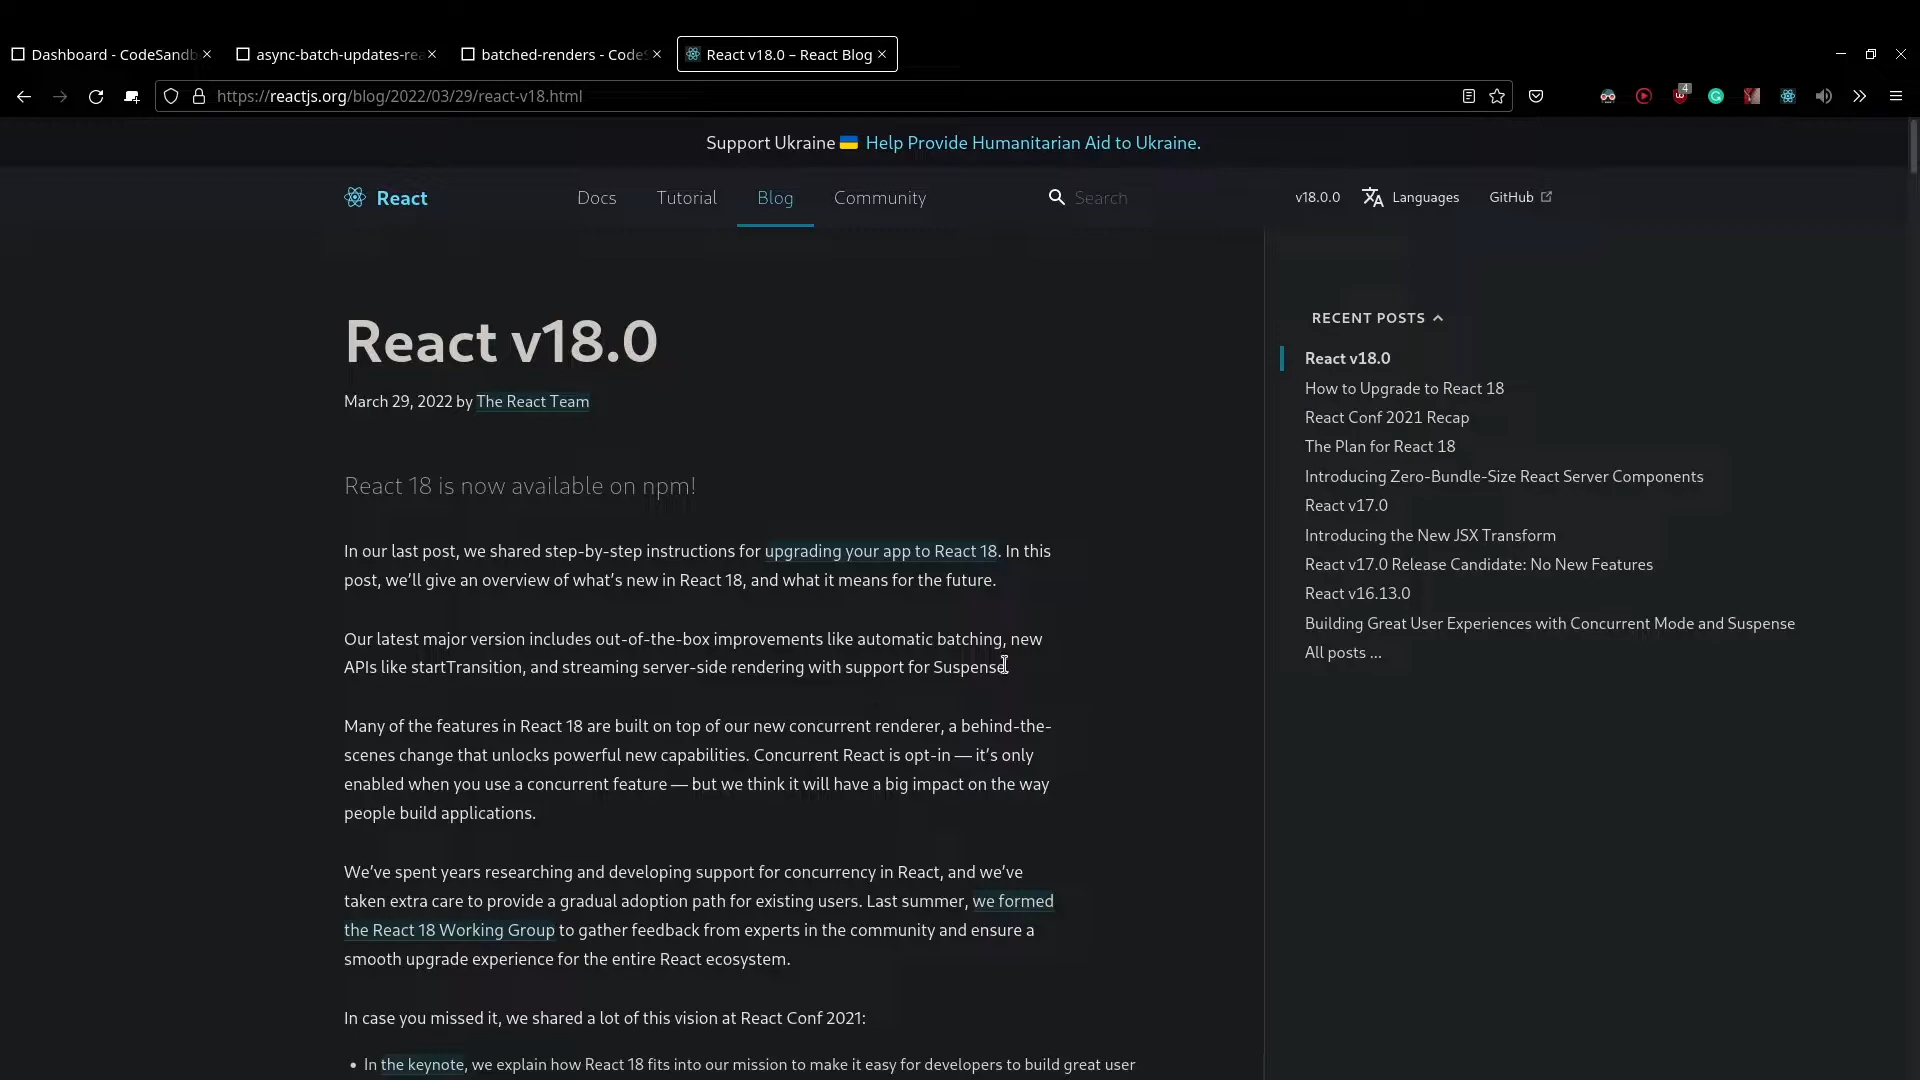 Dashboard - CodeSandb
async-batch-updates-rea
batched-renders - CodeS
React v18.0 – React Blog
https://reactjs.org/blog/2022/03/29/react-v18.html
4
Support Ukraine 🇺🇦 Help Provide Humanitarian Aid to Ukraine.
React
Docs
Tutorial
Blog
Community
Search
v18.0.0
Languages
GitHub
React v18.0
March 29, 2022 by The React Team
React 18 is now available on npm!
In our last post, we shared step-by-step instructions for upgrading your app to React 18. In this
post, we’ll give an overview of what’s new in React 18, and what it means for the future.
Our latest major version includes out-of-the-box improvements like automatic batching, new
APIs like startTransition, and streaming server-side rendering with support for Suspense.
Many of the features in React 18 are built on top of our new concurrent renderer, a behind-the-
scenes change that unlocks powerful new capabilities. Concurrent React is opt-in — it’s only
enabled when you use a concurrent feature — but we think it will have a big impact on the way
people build applications.
We’ve spent years researching and developing support for concurrency in React, and we’ve
taken extra care to provide a gradual adoption path for existing users. Last summer, we formed
the React 18 Working Group to gather feedback from experts in the community and ensure a
smooth upgrade experience for the entire React ecosystem.
In case you missed it, we shared a lot of this vision at React Conf 2021:
• In the keynote, we explain how React 18 fits into our mission to make it easy for developers to build great user
RECENT POSTS
React v18.0
How to Upgrade to React 18
React Conf 2021 Recap
The Plan for React 18
Introducing Zero-Bundle-Size React Server Components
React v17.0
Introducing the New JSX Transform
React v17.0 Release Candidate: No New Features
React v16.13.0
Building Great User Experiences with Concurrent Mode and Suspense
All posts ...